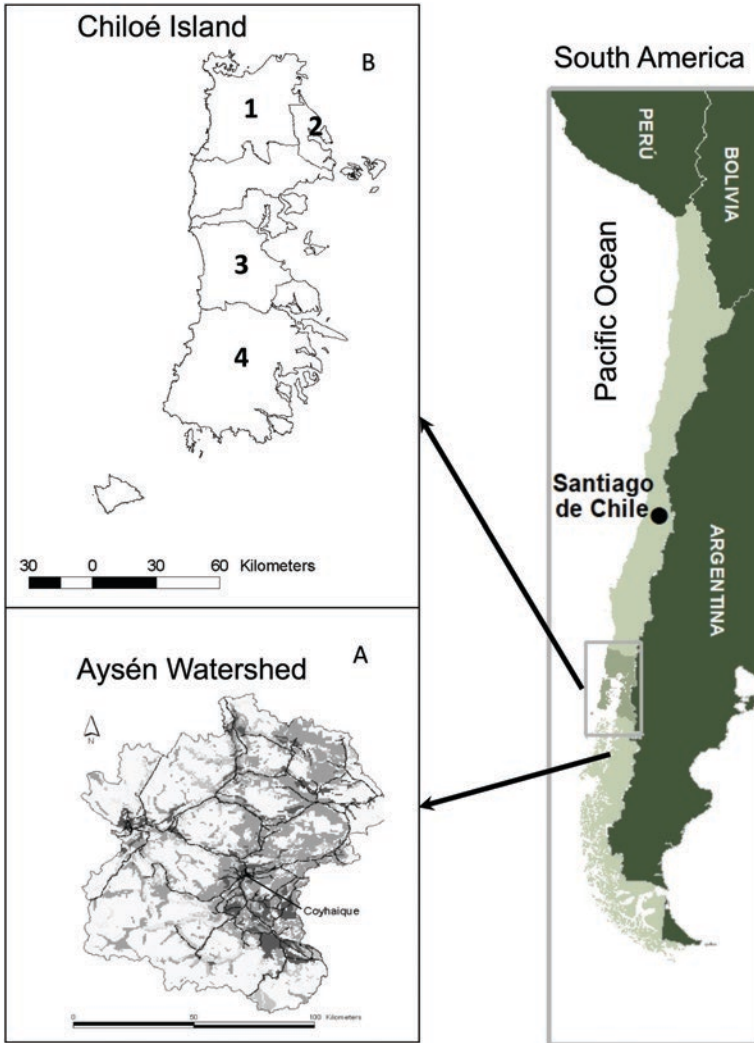 Chiloé Island
B
1
2
3
4
30 0 30 60 Kilometers
Aysén Watershed
A
N
Coyhaique
0 50 100
Kilometers
South America
PERÚ
BOLIVIA
Pacific Ocean
Santiago
de Chile
ARGENTINA